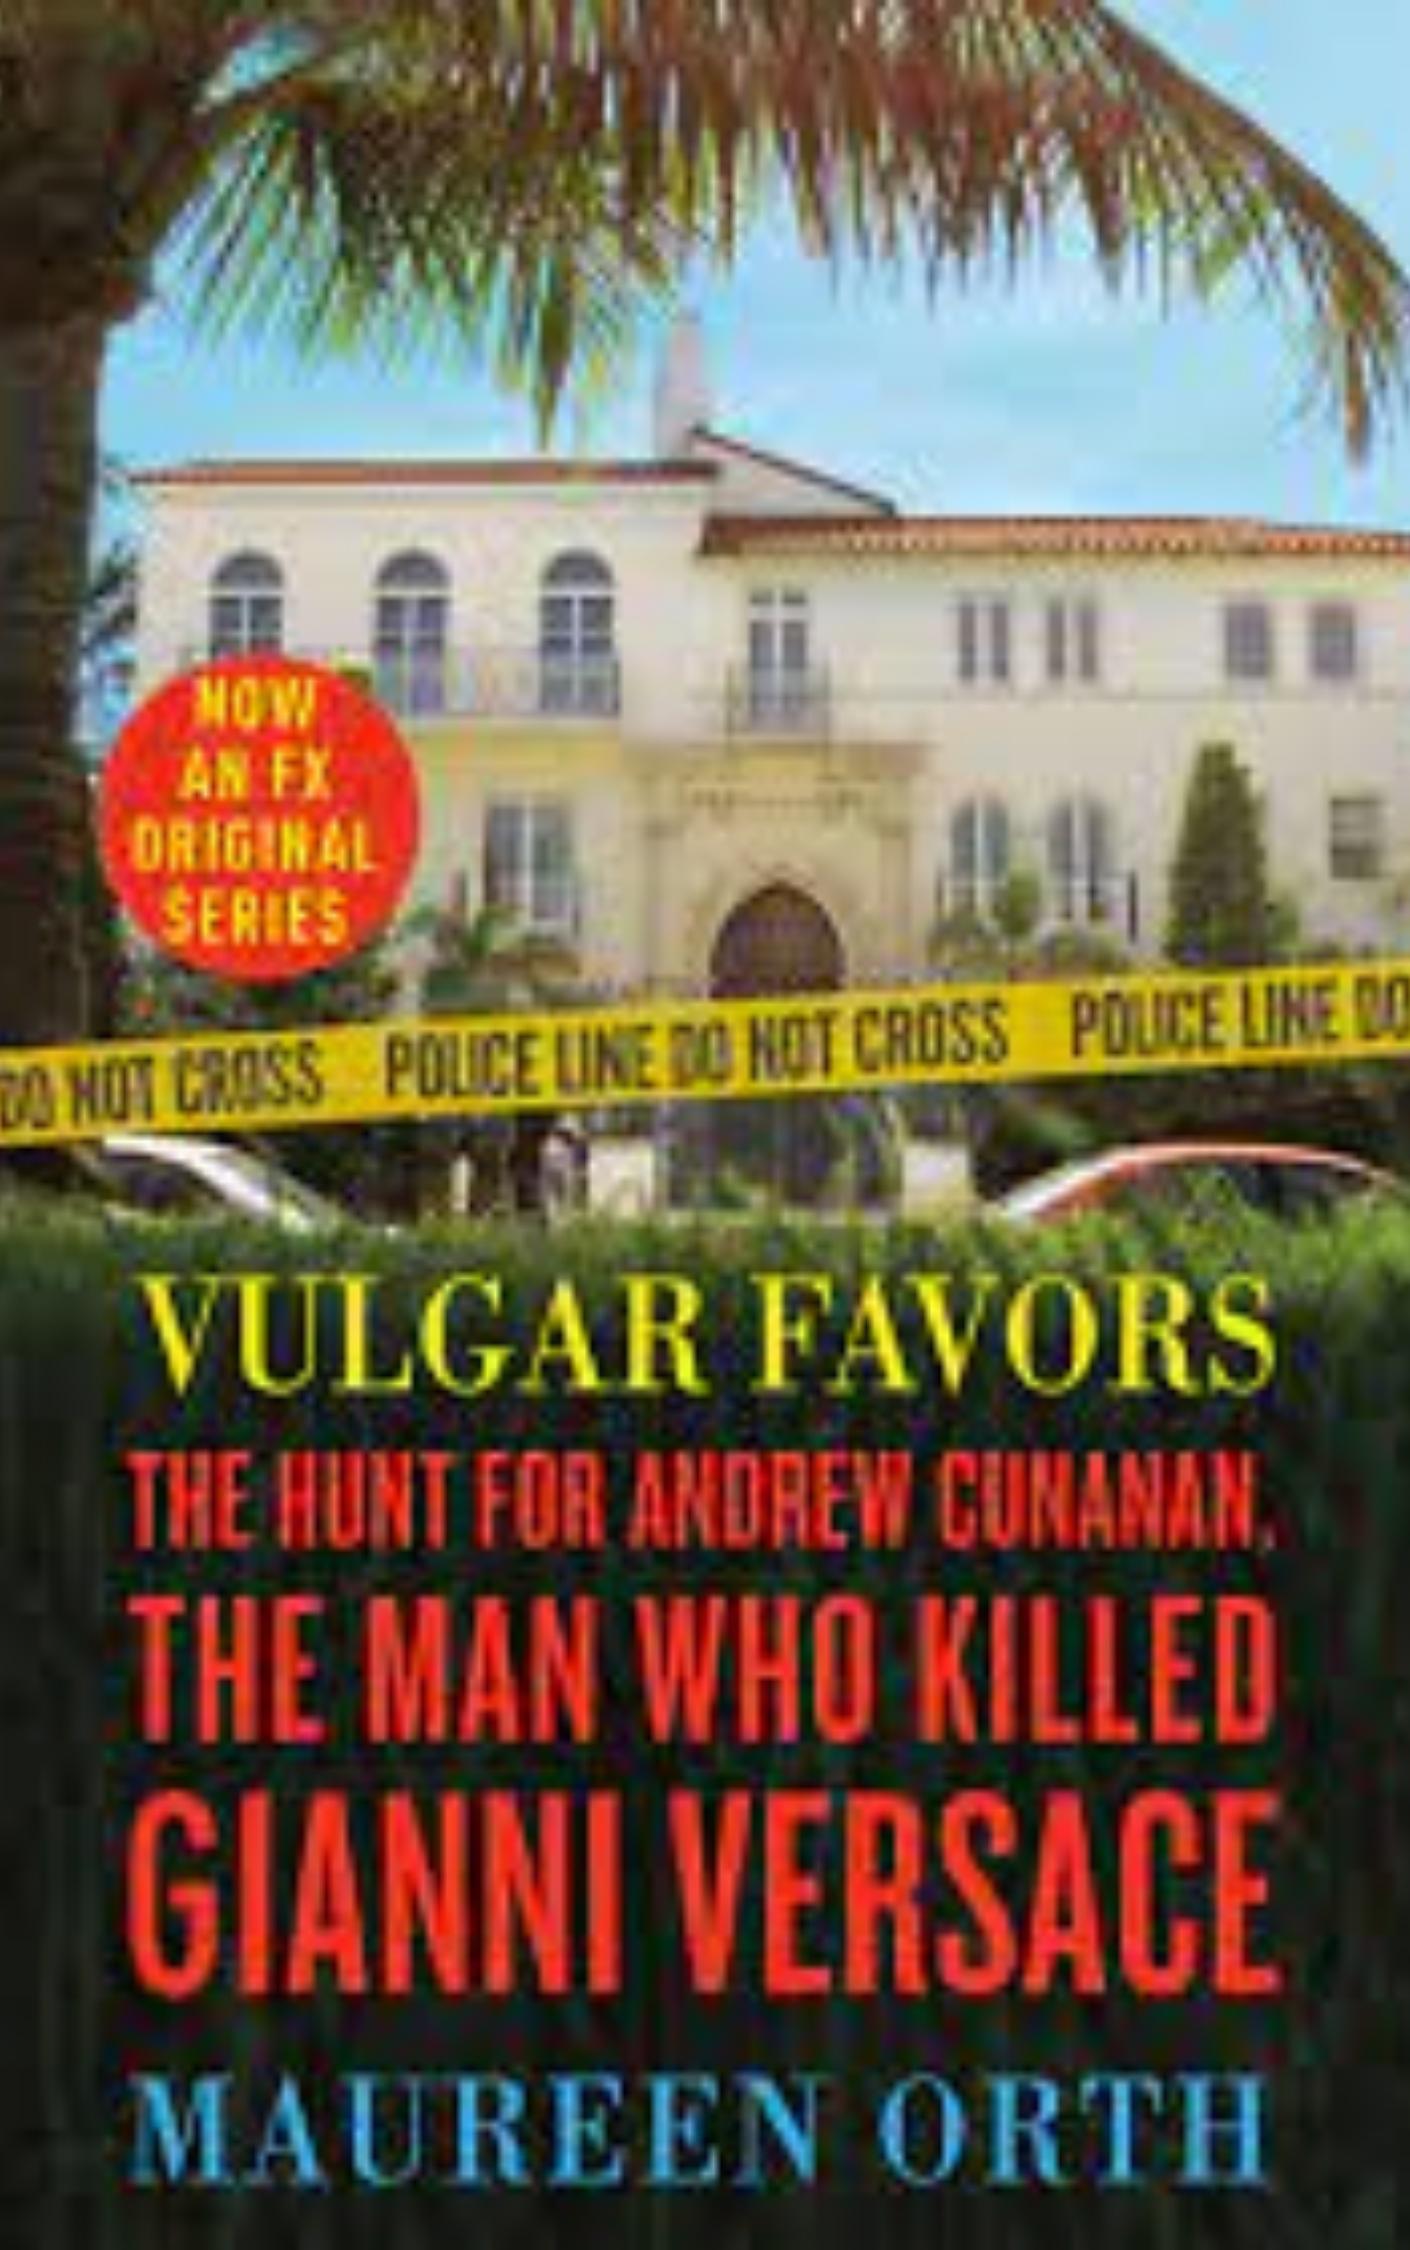 NOW
AN FX
ORIGINAL
SERIES
DO NOT CROSS POLICE LINE DO NOT CROSS POLICE LINE DO
VULGAR FAVORS
THE HUNT FOR ANDREW CUNANAN,
THE MAN WHO KILLED
GIANNI VERSACE
MAUREEN ORTH